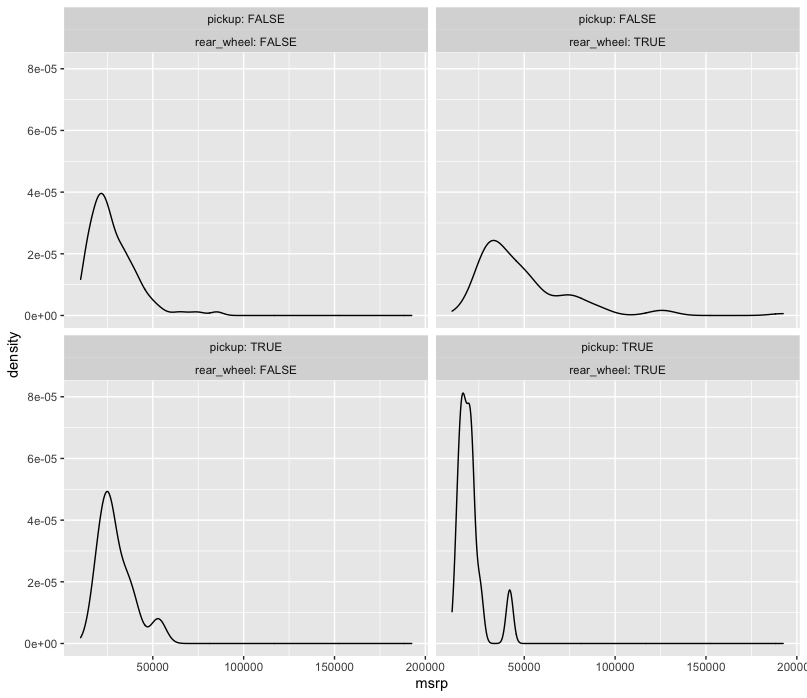 pickup: FALSE
rear_wheel: FALSE
pickup: FALSE
rear_wheel: TRUE
8e-05
6e-05
4e-05
2e-05
0e+00
pickup: TRUE
rear_wheel: FALSE
pickup: TRUE
rear_wheel: TRUE
8e-05
6e-05
4e-05
2e-05
0e+00
density
50000 100000 150000 200000 50000 100000 150000 20000
msrp